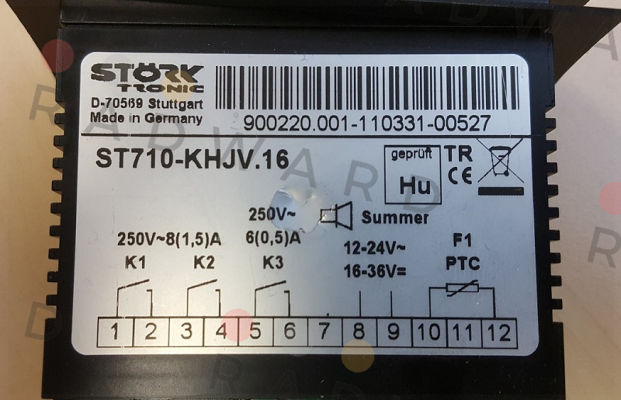 STÖRK
TRONIC
D-70569 Stuttgart
Made in Germany
900220.001-110331-00527
ST710-KHJV.16
geprüft
Hu
TR
CE
250V~
Summer
250V~8(1,5)A
6(0,5)A
12-24V~
F1
K1 K2 K3
16-36V=
PTC
1 2 3 4 5 6 7 8 9 10 11 12
RADWARD
RADWARD